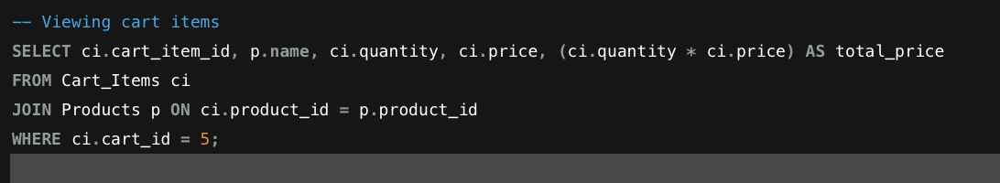 -- Viewing cart items
SELECT ci.cart_item_id, p.name, ci.quantity, ci.price, (ci.quantity * ci.price) AS total_price
FROM Cart_Items ci
JOIN Products p ON ci.product_id = p.product_id
WHERE ci.cart_id = 5;